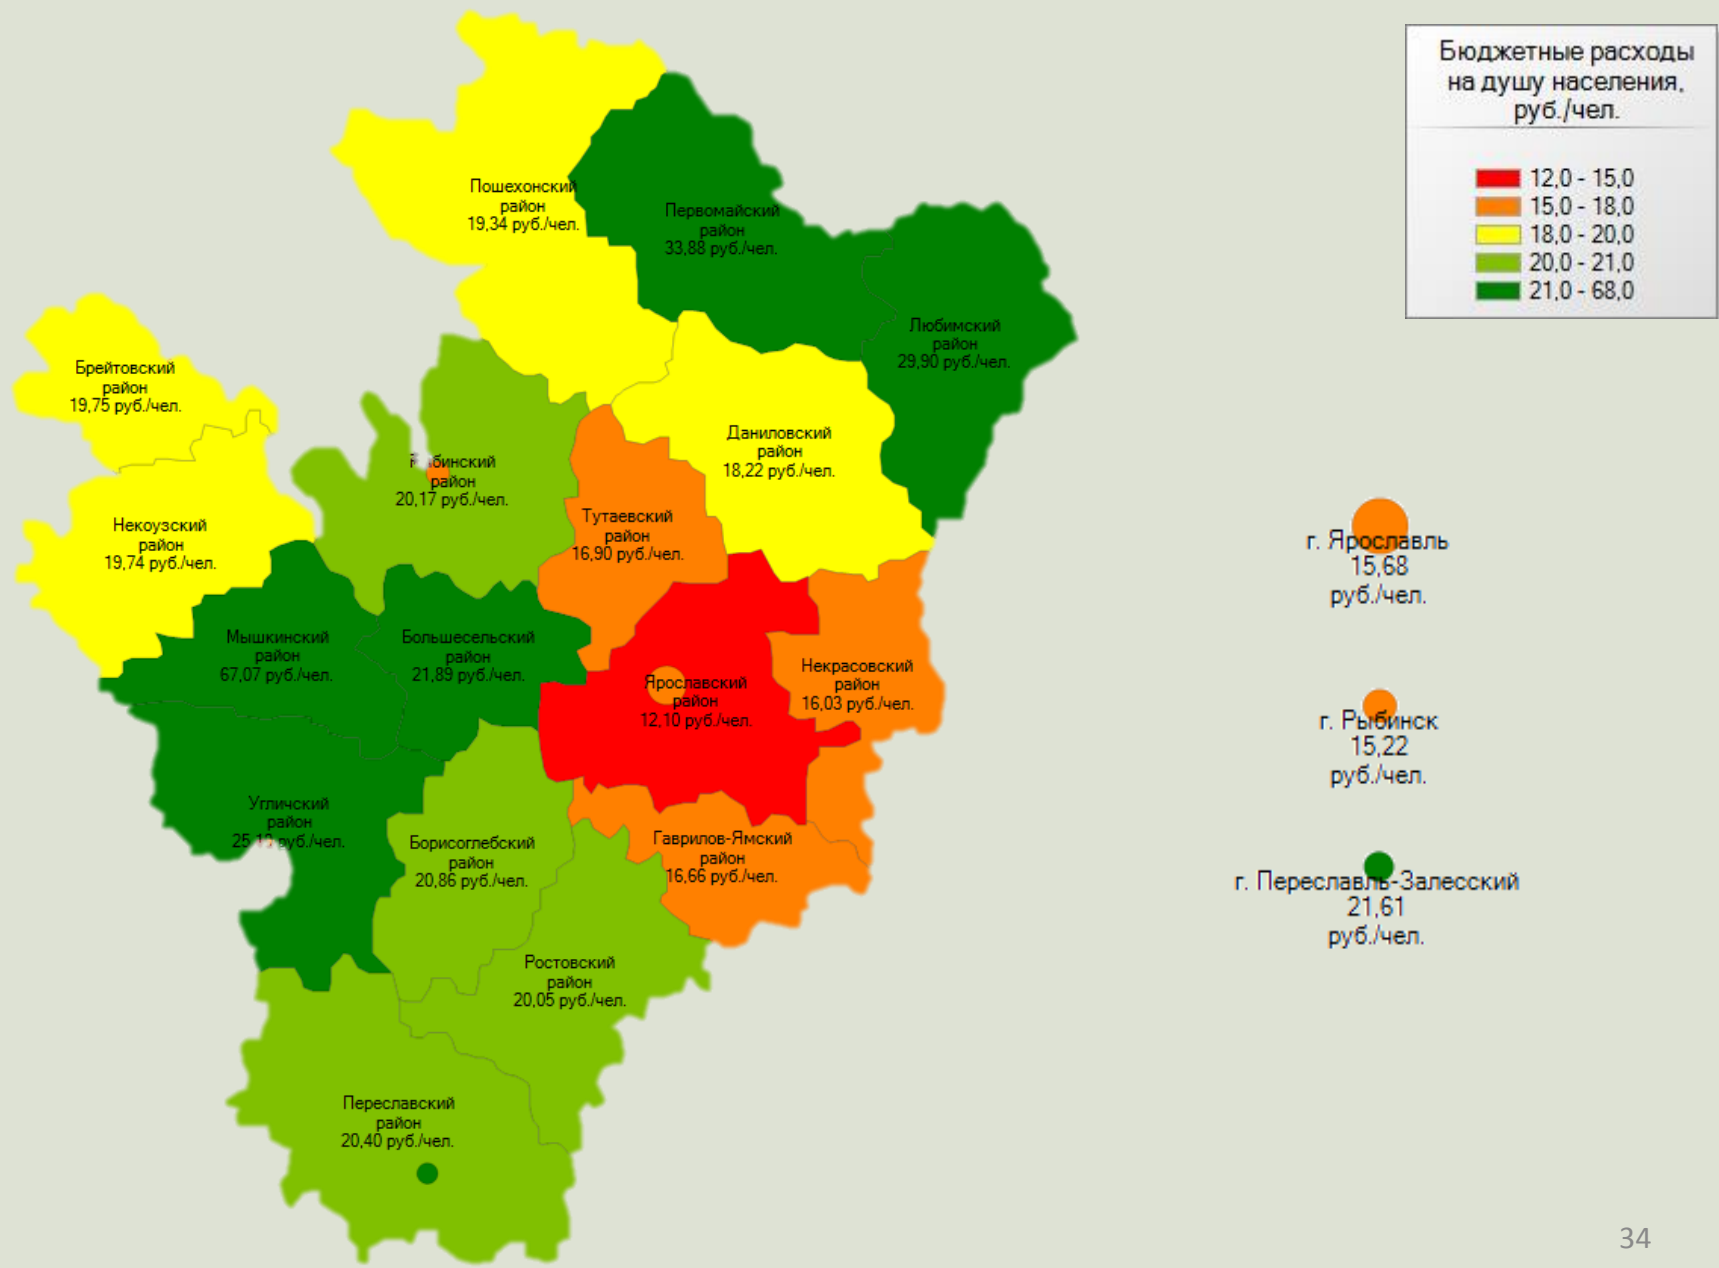 Бюджетные расходы
на душу населения,
руб./чел.
12,0 - 15,0
15,0 - 18,0
18,0 - 20,0
20,0 - 21,0
21,0 - 68,0
Пошехонский
район
19,34 руб./чел.
Первомайский
район
33,88 руб./чел.
Любимский
район
29,90 руб./чел.
Брейтовский
район
19,75 руб./чел.
Даниловский
район
18,22 руб./чел.
Рыбинский
район
20,17 руб./чел.
Некоузский
район
19,74 руб./чел.
Тутаевский
район
16,90 руб./чел.
Мышкинский
район
67,07 руб./чел.
Большесельский
район
21,89 руб./чел.
Ярославский
район
12,10 руб./чел.
Некрасовский
район
16,03 руб./чел.
Угличский
район
руб./чел.
Борисоглебский
район
20,86 руб./чел.
Гаврилов-Ямский
район
16,66 руб./чел.
Ростовский
район
20,05 руб./чел.
Переславский
район
20,40 руб./чел.
г. Ярославль
15,68
руб./чел.
г. Рыбинск
15,22
руб./чел.
г. Переславль-Залесский
21,61
руб./чел.
34